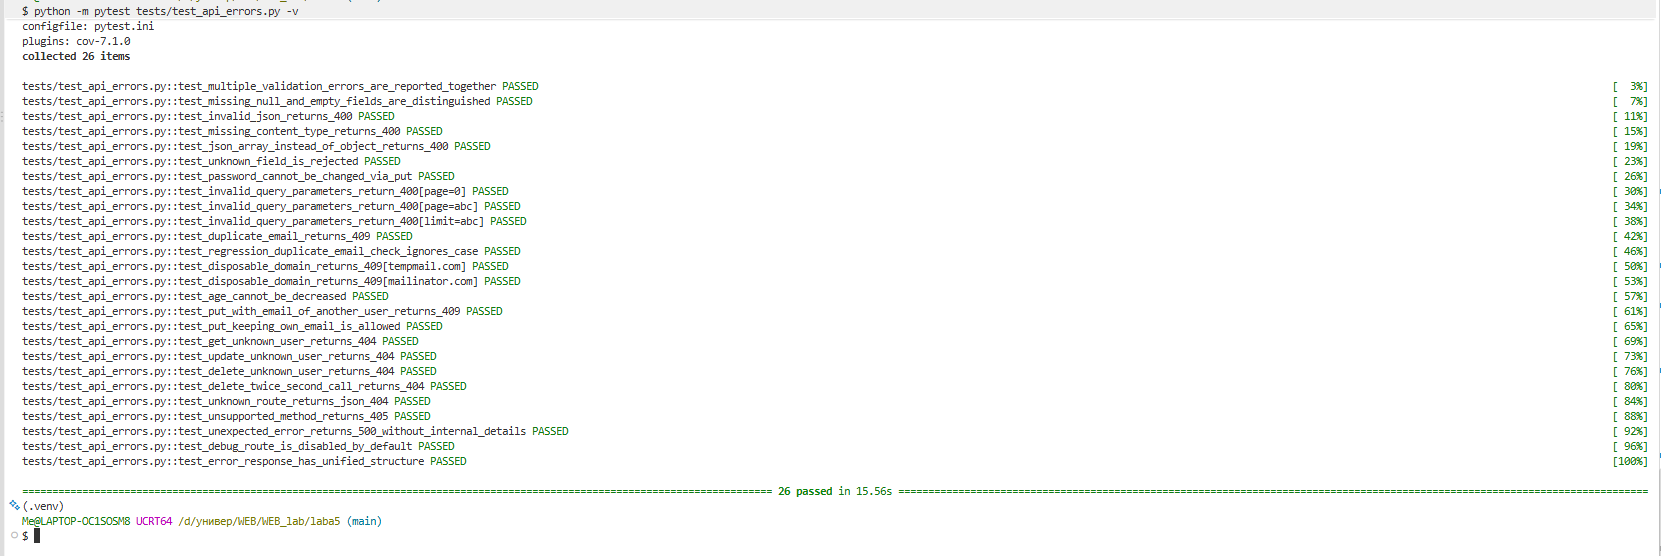 $ python -m pytest tests/test_api_errors.py -v
configfile: pytest.ini
plugins: cov-7.1.0
collected 26 items
tests/test_api_errors.py::test_multiple_validation_errors_are_reported_together PASSED [  3%]
tests/test_api_errors.py::test_missing_null_and_empty_fields_are_distinguished PASSED [  7%]
tests/test_api_errors.py::test_invalid_json_returns_400 PASSED [ 11%]
tests/test_api_errors.py::test_missing_content_type_returns_400 PASSED [ 15%]
tests/test_api_errors.py::test_json_array_instead_of_object_returns_400 PASSED [ 19%]
tests/test_api_errors.py::test_unknown_field_is_rejected PASSED [ 23%]
tests/test_api_errors.py::test_password_cannot_be_changed_via_put PASSED [ 26%]
tests/test_api_errors.py::test_invalid_query_parameters_return_400[page=0] PASSED [ 30%]
tests/test_api_errors.py::test_invalid_query_parameters_return_400[page=abc] PASSED [ 34%]
tests/test_api_errors.py::test_invalid_query_parameters_return_400[limit=abc] PASSED [ 38%]
tests/test_api_errors.py::test_duplicate_email_returns_409 PASSED [ 42%]
tests/test_api_errors.py::test_regression_duplicate_email_check_ignores_case PASSED [ 46%]
tests/test_api_errors.py::test_disposable_domain_returns_409[tempmail.com] PASSED [ 50%]
tests/test_api_errors.py::test_disposable_domain_returns_409[mailinator.com] PASSED [ 53%]
tests/test_api_errors.py::test_age_cannot_be_decreased PASSED [ 57%]
tests/test_api_errors.py::test_put_with_email_of_another_user_returns_409 PASSED [ 61%]
tests/test_api_errors.py::test_put_keeping_own_email_is_allowed PASSED [ 65%]
tests/test_api_errors.py::test_get_unknown_user_returns_404 PASSED [ 69%]
tests/test_api_errors.py::test_update_unknown_user_returns_404 PASSED [ 73%]
tests/test_api_errors.py::test_delete_unknown_user_returns_404 PASSED [ 76%]
tests/test_api_errors.py::test_delete_twice_second_call_returns_404 PASSED [ 80%]
tests/test_api_errors.py::test_unknown_route_returns_json_404 PASSED [ 84%]
tests/test_api_errors.py::test_unsupported_method_returns_405 PASSED [ 88%]
tests/test_api_errors.py::test_unexpected_error_returns_500_without_internal_details PASSED [ 92%]
tests/test_api_errors.py::test_debug_route_is_disabled_by_default PASSED [ 96%]
tests/test_api_errors.py::test_error_response_has_unified_structure PASSED [100%]
26 passed in 15.56s
(.venv)
Me@LAPTOP-OC1SOSM8 UCRT64 /d/универ/WEB/WEB_lab/laba5 (main)
$